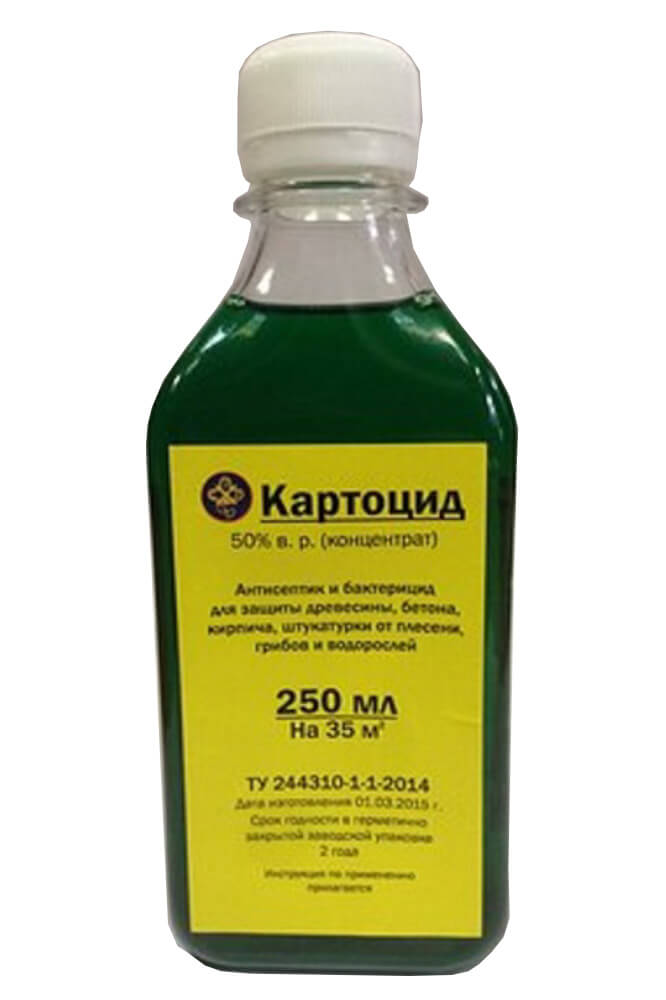 Картоцид
50% в. р. (концентрат)
Антисептик и бактерицид
для защиты древесины, бетона,
кирпича, штукатурки от плесени,
грибов и водорослей
250 мл
На 35 м²
ТУ 244310-1-1-2014
Дата изготовления 01.03.2015 г.
Срок годности в герметично
закрытой заводской упаковке
2 года
Инструкция по применению
прилагается